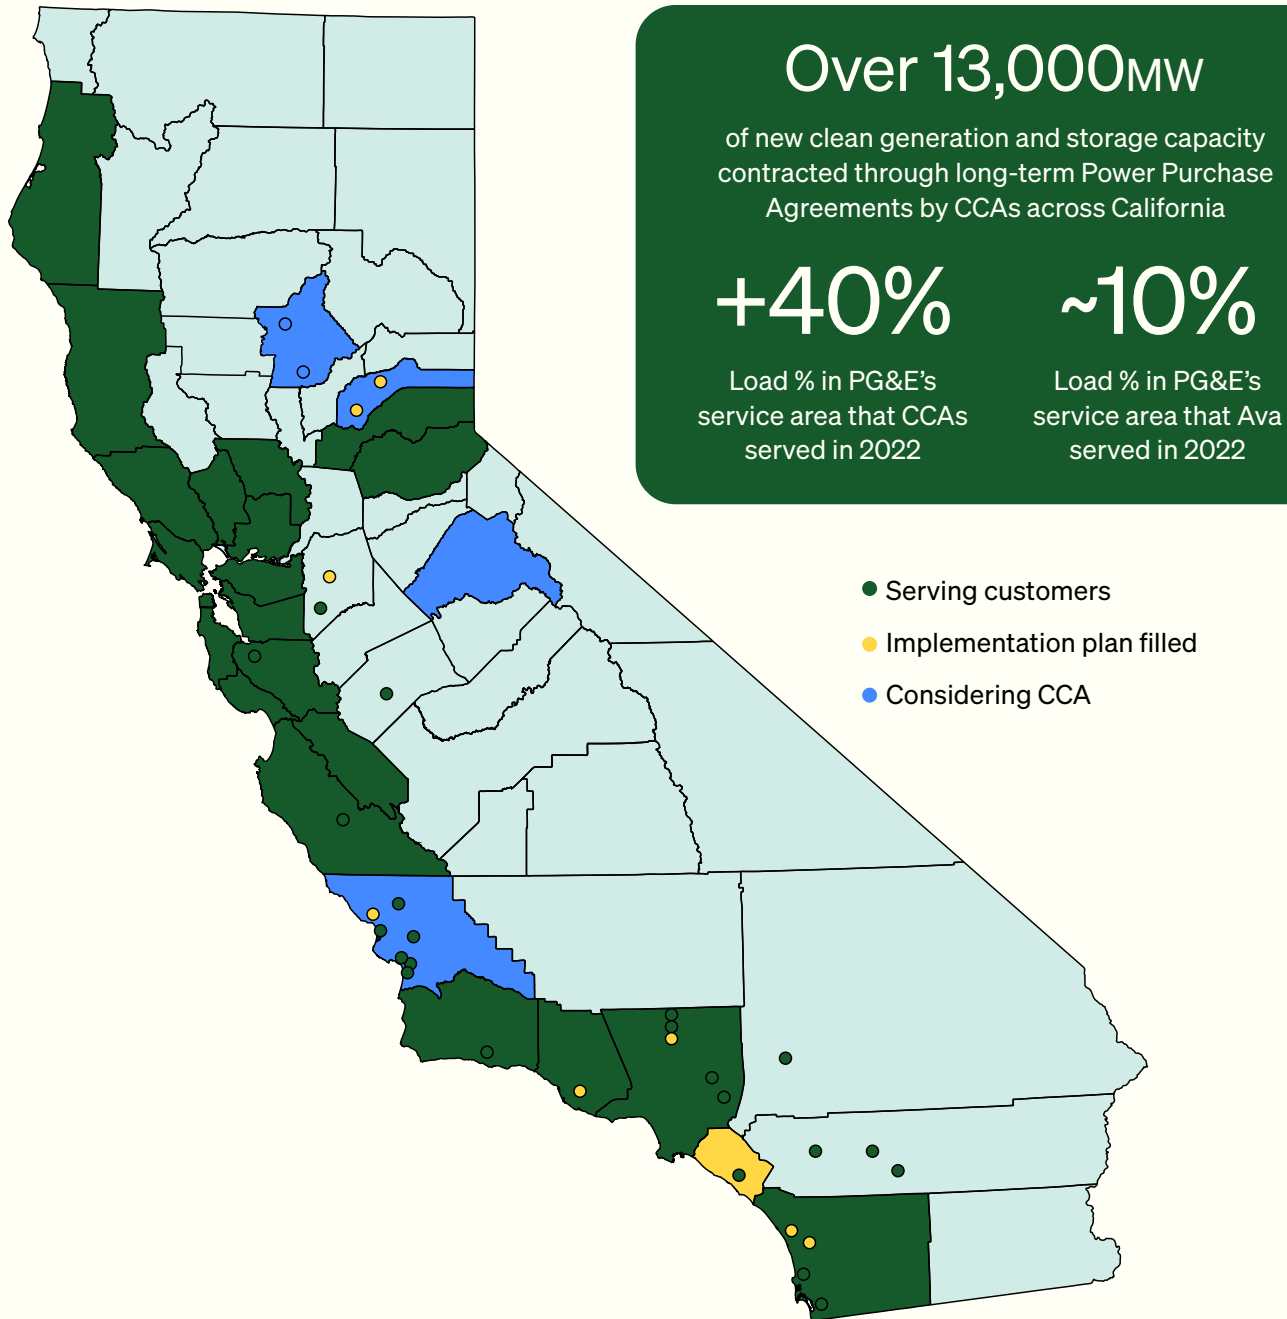 Over 13,000MW
of new clean generation and storage capacity
contracted through long-term Power Purchase
Agreements by CCAs across California
+40%
Load % in PG&E’s
service area that CCAs
served in 2022
~10%
Load % in PG&E’s
service area that Ava
served in 2022
Serving customers
Implementation plan filled
Considering CCA